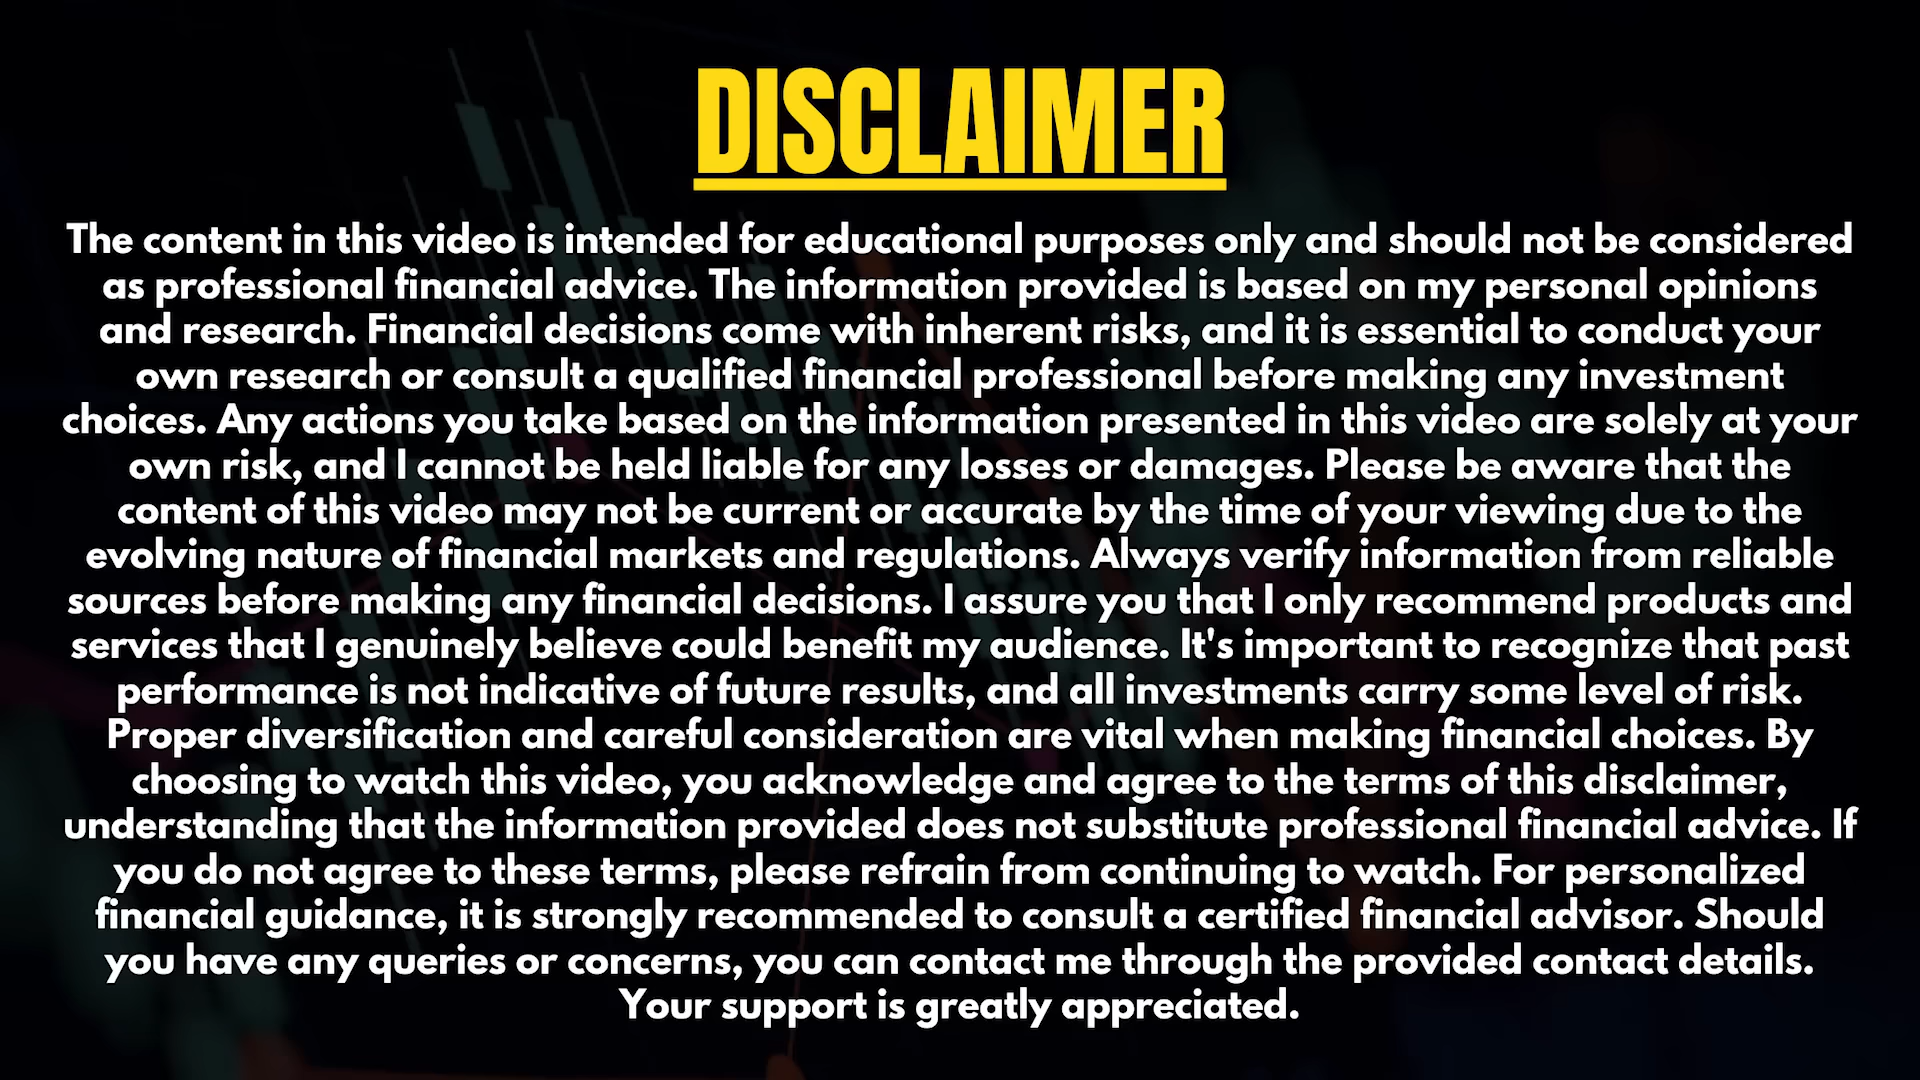 DISCLAIMER
The content in this video is intended for educational purposes only and should not be considered
as professional financial advice. The information provided is based on my personal opinions
and research. Financial decisions come with inherent risks, and it is essential to conduct your
own research or consult a qualified financial professional before making any investment
choices. Any actions you take based on the information presented in this video are solely at your
own risk, and I cannot be held liable for any losses or damages. Please be aware that the
content of this video may not be current or accurate by the time of your viewing due to the
evolving nature of financial markets and regulations. Always verify information from reliable
sources before making any financial decisions. I assure you that I only recommend products and
services that I genuinely believe could benefit my audience. It's important to recognize that past
performance is not indicative of future results, and all investments carry some level of risk.
Proper diversification and careful consideration are vital when making financial choices. By
choosing to watch this video, you acknowledge and agree to the terms of this disclaimer,
understanding that the information provided does not substitute professional financial advice. If
you do not agree to these terms, please refrain from continuing to watch. For personalized
financial guidance, it is strongly recommended to consult a certified financial advisor. Should
you have any queries or concerns, you can contact me through the provided contact details.
Your support is greatly appreciated.